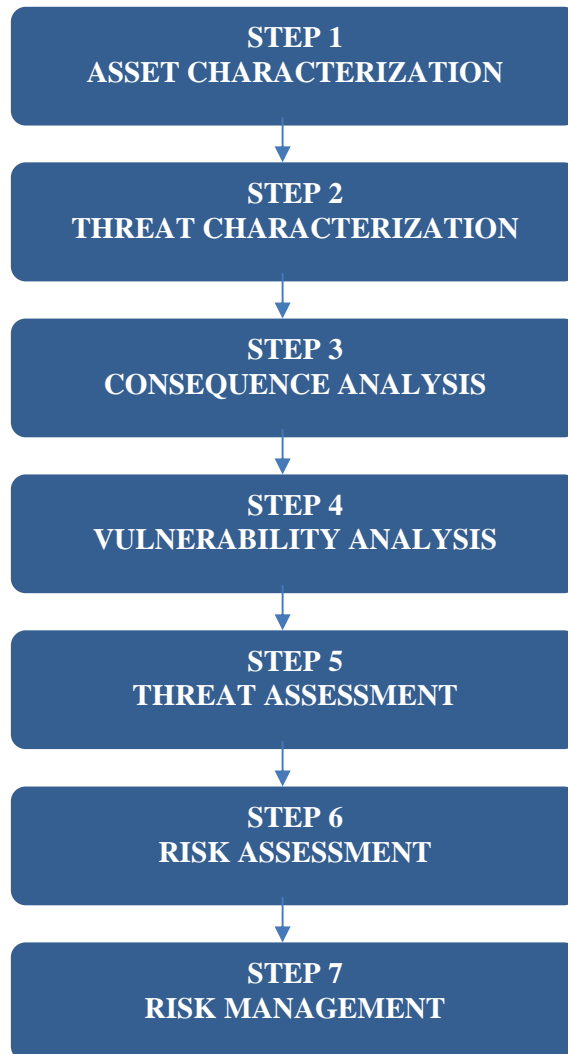 STEP 1
ASSET CHARACTERIZATION
STEP 2
THREAT CHARACTERIZATION
STEP 3
CONSEQUENCE ANALYSIS
STEP 4
VULNERABILITY ANALYSIS
STEP 5
THREAT ASSESSMENT
STEP 6
RISK ASSESSMENT
STEP 7
RISK MANAGEMENT